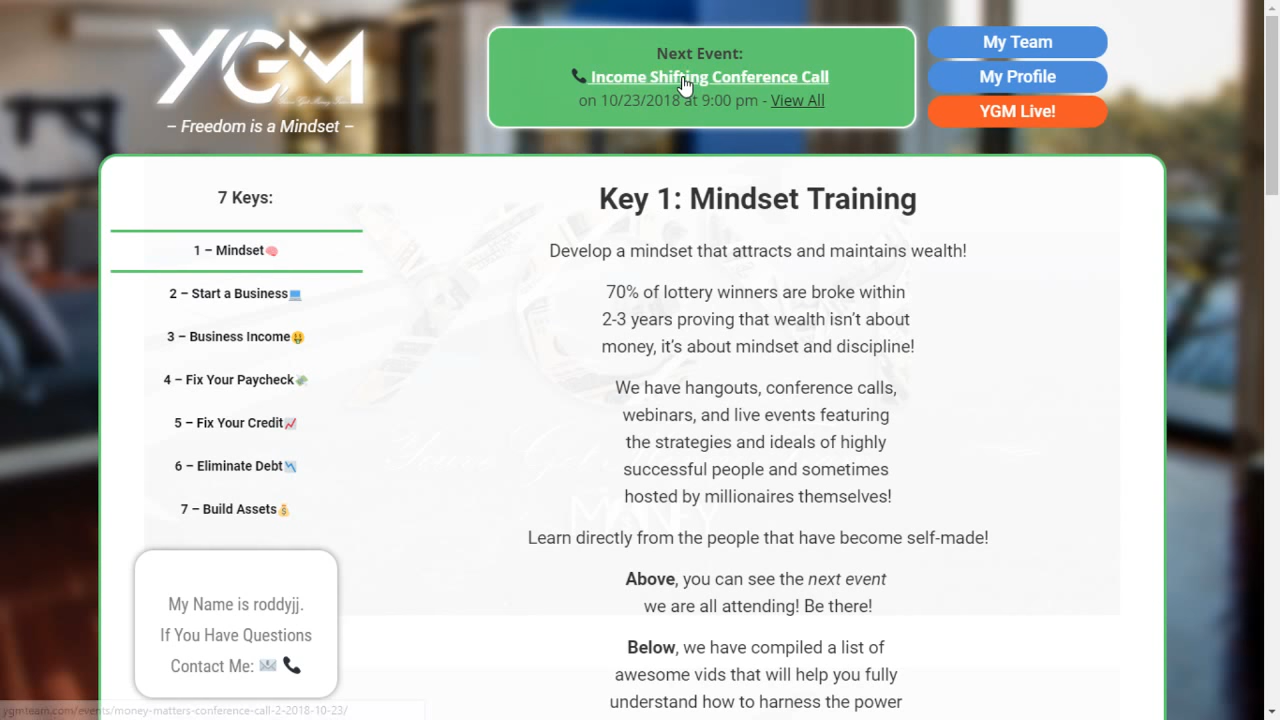 YGM
– Freedom is a Mindset –
Next Event:
Income Shifting Conference Call
on 10/23/2018 at 9:00 pm - View All
My Team
My Profile
YGM Live!
7 Keys:
1 – Mindset
2 – Start a Business
3 – Business Income
4 – Fix Your Paycheck
5 – Fix Your Credit
6 – Eliminate Debt
7 – Build Assets
My Name is roddyjj.
If You Have Questions
Contact Me:
Key 1: Mindset Training
Develop a mindset that attracts and maintains wealth!
70% of lottery winners are broke within
2-3 years proving that wealth isn’t about
money, it’s about mindset and discipline!
We have hangouts, conference calls,
webinars, and live events featuring
the strategies and ideals of highly
successful people and sometimes
hosted by millionaires themselves!
Learn directly from the people that have become self-made!
Above, you can see the next event
we are all attending! Be there!
Below, we have compiled a list of
awesome vids that will help you fully
understand how to harness the power
ygmteam.com/events/money-matters-conference-call-2-2018-10-23/